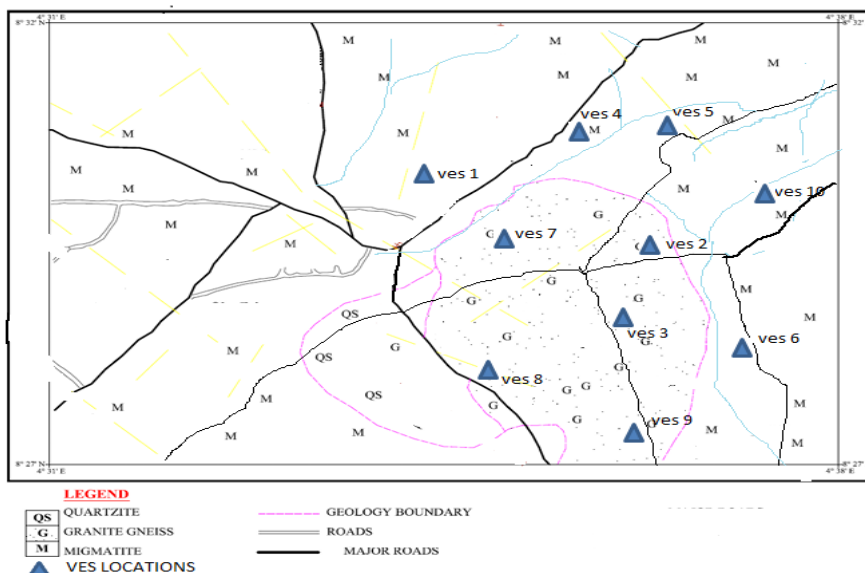 4° 31' E
4° 38' E
8° 32' N
8° 32'
M M
M M M M
M ves 4 ves 5
M M M M
M M ves 1 M ves 10
M M
M G
M G ves 7 G ves 2
G G M
QS G ves 3 M
M QS G G G ves 6
G ves 8 G
QS G G M
M M G G ves 9
M M M M
8° 27' N
8° 27'
4° 31' E
4° 38' E
LEGEND
QS QUARTZITE
G GRANITE GNEISS
M MIGMATITE
VES LOCATIONS
GEOLOGY BOUNDARY
ROADS
MAJOR ROADS